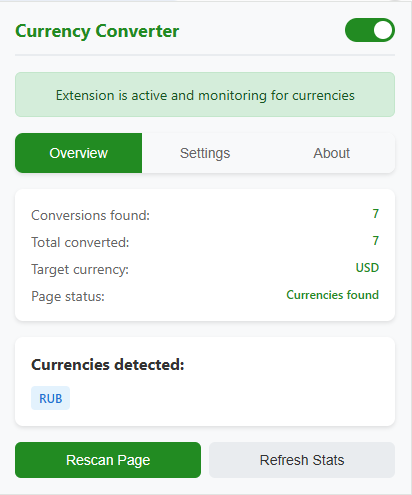 Currency Converter
Extension is active and monitoring for currencies
Overview Settings About
Conversions found: 7
Total converted: 7
Target currency: USD
Page status: Currencies found
Currencies detected:
RUB
Rescan Page Refresh Stats